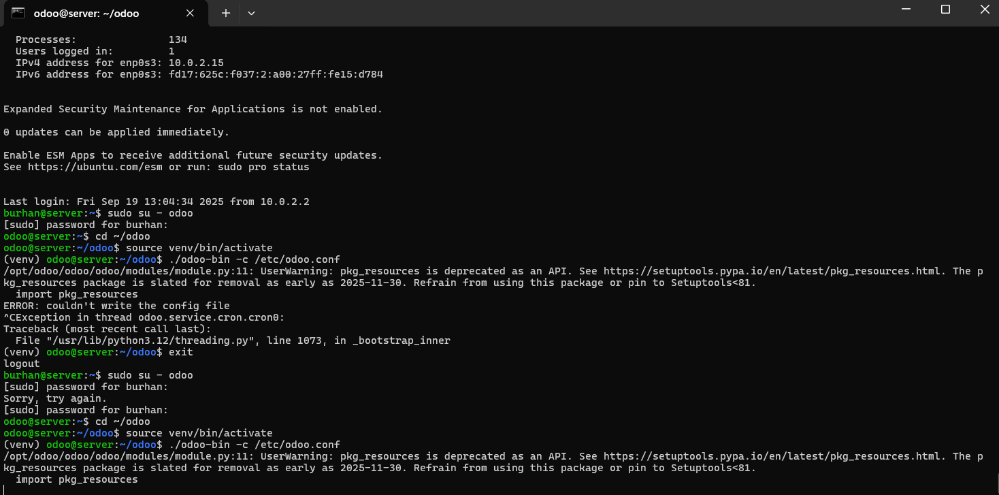 odoo@server: ~/odoo
Processes: 134
Users logged in: 1
IPv4 address for enp0s3: 10.0.2.15
IPv6 address for enp0s3: fd17:625c:f037:2:a00:27ff:fe15:d784
Expanded Security Maintenance for Applications is not enabled.
0 updates can be applied immediately.
Enable ESM Apps to receive additional future security updates.
See https://ubuntu.com/esm or run: sudo pro status
Last login: Fri Sep 19 13:04:34 2025 from 10.0.2.2
burhan@server:~$ sudo su - odoo
[sudo] password for burhan:
odoo@server:~$ cd ~/odoo
odoo@server:~/odoo$ source venv/bin/activate
(venv) odoo@server:~/odoo$ ./odoo-bin -c /etc/odoo.conf
/opt/odoo/odoo/odoo/modules/module.py:11: UserWarning: pkg_resources is deprecated as an API. See https://setuptools.pypa.io/en/latest/pkg_resources.html. The p
kg_resources package is slated for removal as early as 2025-11-30. Refrain from using this package or pin to Setuptools<81.
import pkg_resources
ERROR: couldn't write the config file
^CException in thread odoo.service.cron.cron0:
Traceback (most recent call last):
File "/usr/lib/python3.12/threading.py", line 1073, in _bootstrap_inner
(venv) odoo@server:~/odoo$ exit
logout
burhan@server:~$ sudo su - odoo
[sudo] password for burhan:
Sorry, try again.
[sudo] password for burhan:
odoo@server:~$ cd ~/odoo
odoo@server:~/odoo$ source venv/bin/activate
(venv) odoo@server:~/odoo$ ./odoo-bin -c /etc/odoo.conf
/opt/odoo/odoo/odoo/modules/module.py:11: UserWarning: pkg_resources is deprecated as an API. See https://setuptools.pypa.io/en/latest/pkg_resources.html. The p
kg_resources package is slated for removal as early as 2025-11-30. Refrain from using this package or pin to Setuptools<81.
import pkg_resources